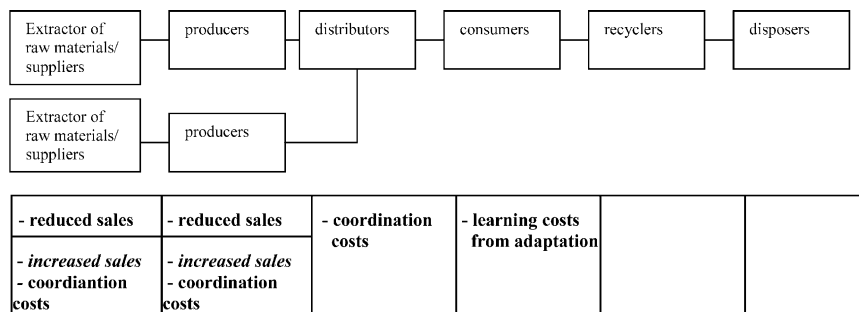 Extractor of
raw materials/
suppliers
producers
distributors
consumers
recyclers
disposers
Extractor of
raw materials/
suppliers
producers
- reduced sales
- reduced sales
- coordination
costs
- learning costs
from adaptation
- increased sales
- coordiantion
costs
- increased sales
- coordination
costs